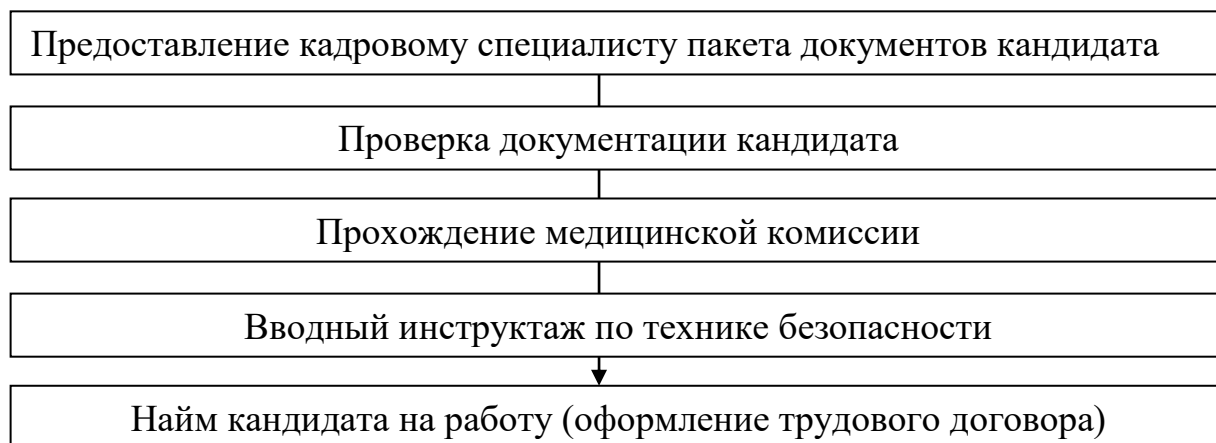 Предоставление кадровому специалисту пакета документов кандидата
Проверка документации кандидата
Прохождение медицинской комиссии
Вводный инструктаж по технике безопасности
Найм кандидата на работу (оформление трудового договора)